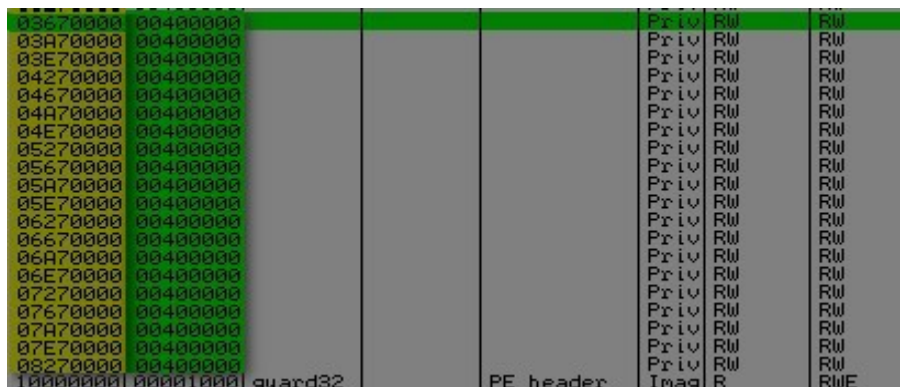 03670000 00400000 Priv RW RW
03A70000 00400000 Priv RW RW
03E70000 00400000 Priv RW RW
04270000 00400000 Priv RW RW
04670000 00400000 Priv RW RW
04A70000 00400000 Priv RW RW
04E70000 00400000 Priv RW RW
05270000 00400000 Priv RW RW
05670000 00400000 Priv RW RW
05A70000 00400000 Priv RW RW
05E70000 00400000 Priv RW RW
06270000 00400000 Priv RW RW
06670000 00400000 Priv RW RW
06A70000 00400000 Priv RW RW
06E70000 00400000 Priv RW RW
07270000 00400000 Priv RW RW
07670000 00400000 Priv RW RW
07A70000 00400000 Priv RW RW
07E70000 00400000 Priv RW RW
08270000 00400000 Priv RW RW
10000000 00001000 guard32 PE header Imag R RWE